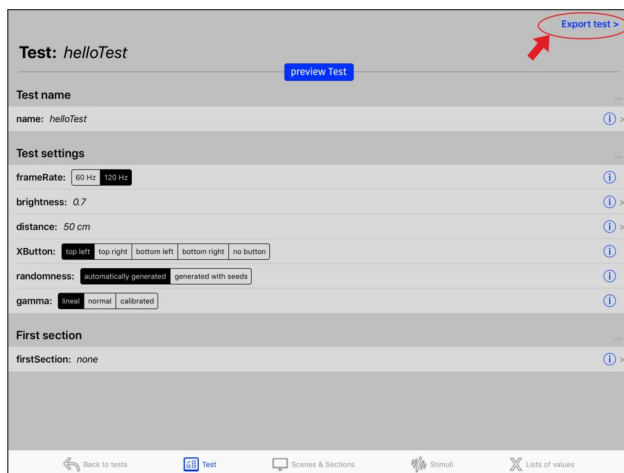 Export test >
Test: helloTest
preview Test
Test name
...
name: helloTest
i >
Test settings
...
frameRate: 60 Hz 120 Hz
i
brightness: 0.7
i >
distance: 50 cm
i >
XButton: top left top right bottom left bottom right no button
i
randomness: automatically generated generated with seeds
i
gamma: lineal normal calibrated
i
First section
...
firstSection: none
i >
Back to tests Test Scenes & Sections Stimuli Lists of values